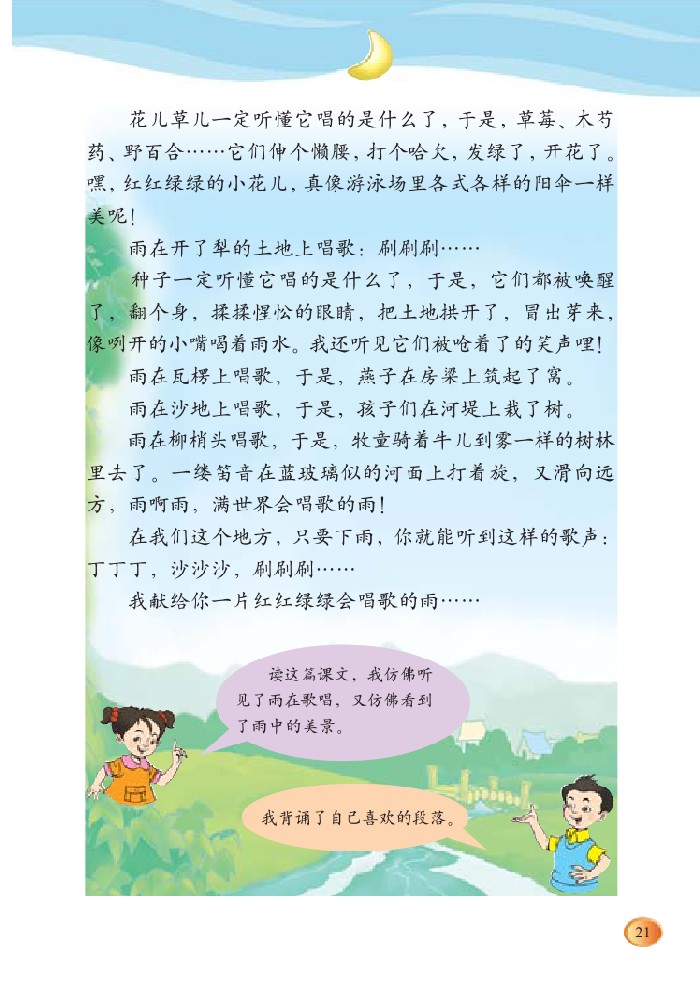 花儿草儿一定听懂它唱的是什么了，于是，草莓、木芍
药、野百合……它们伸个懒腰，打个哈欠，发绿了，开花了。
嘿，红红绿绿的小花儿，真像游泳场里各式各样的阳伞一样
美呢！
雨在开了犁的土地上唱歌：刷刷刷……
种子一定听懂它唱的是什么了，于是，它们都被唤醒
了，翻个身，揉揉惺忪的眼睛，把土地拱开了，冒出芽来，
像咧开的小嘴喝着雨水。我还听见它们被呛着了的笑声哩！
雨在瓦楞上唱歌，于是，燕子在房梁上筑起了窝。
雨在沙地上唱歌，于是，孩子们在河堤上栽了树。
雨在柳梢头唱歌，于是，牧童骑着牛儿到雾一样的树林
里去了。一缕笛音在蓝玻璃似的河面上打着旋，又滑向远
方，雨啊雨，满世界会唱歌的雨！
在我们这个地方，只要下雨，你就能听到这样的歌声：
丁丁丁，沙沙沙，刷刷刷……
我献给你一片红红绿绿会唱歌的雨……
读这篇课文，我仿佛听
见了雨在歌唱，又仿佛看到
了雨中的美景。
我背诵了自己喜欢的段落。
21